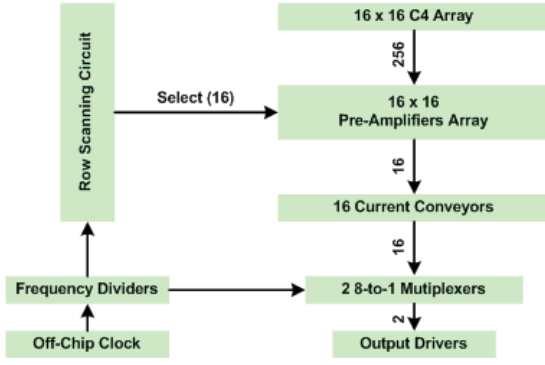 16 x 16 C4 Array
256
Row Scanning Circuit
Select (16)
16 x 16
Pre-Amplifiers Array
16
16 Current Conveyors
16
Frequency Dividers
2 8-to-1 Mutiplexers
2
Off-Chip Clock
Output Drivers